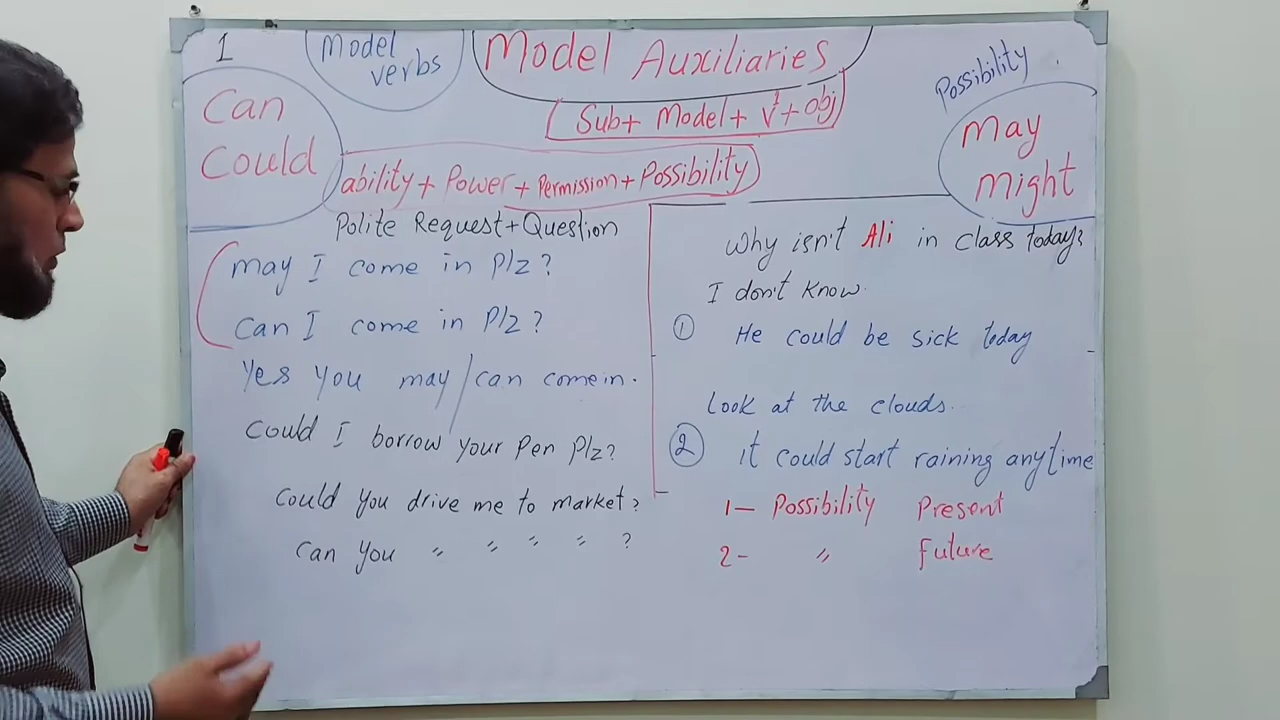 1
Model
verbs
Model Auxiliaries
Sub+ Model+ V¹+obj
Can
Could
ability+ Power+Permission+Possibility
Possibility
May
Might
Polite Request+Question
May I come in Plz?
Can I come in Plz?
Yes you may/can come in.
Could I borrow your Pen Plz?
Could you drive me to market?
Can you 〃 〃 〃 〃 ?
Why isn't Ali in class today?
I don't know.
① He could be sick today
Look at the clouds.
② it could start raining anytime
1— Possibility Present
2- 〃 future